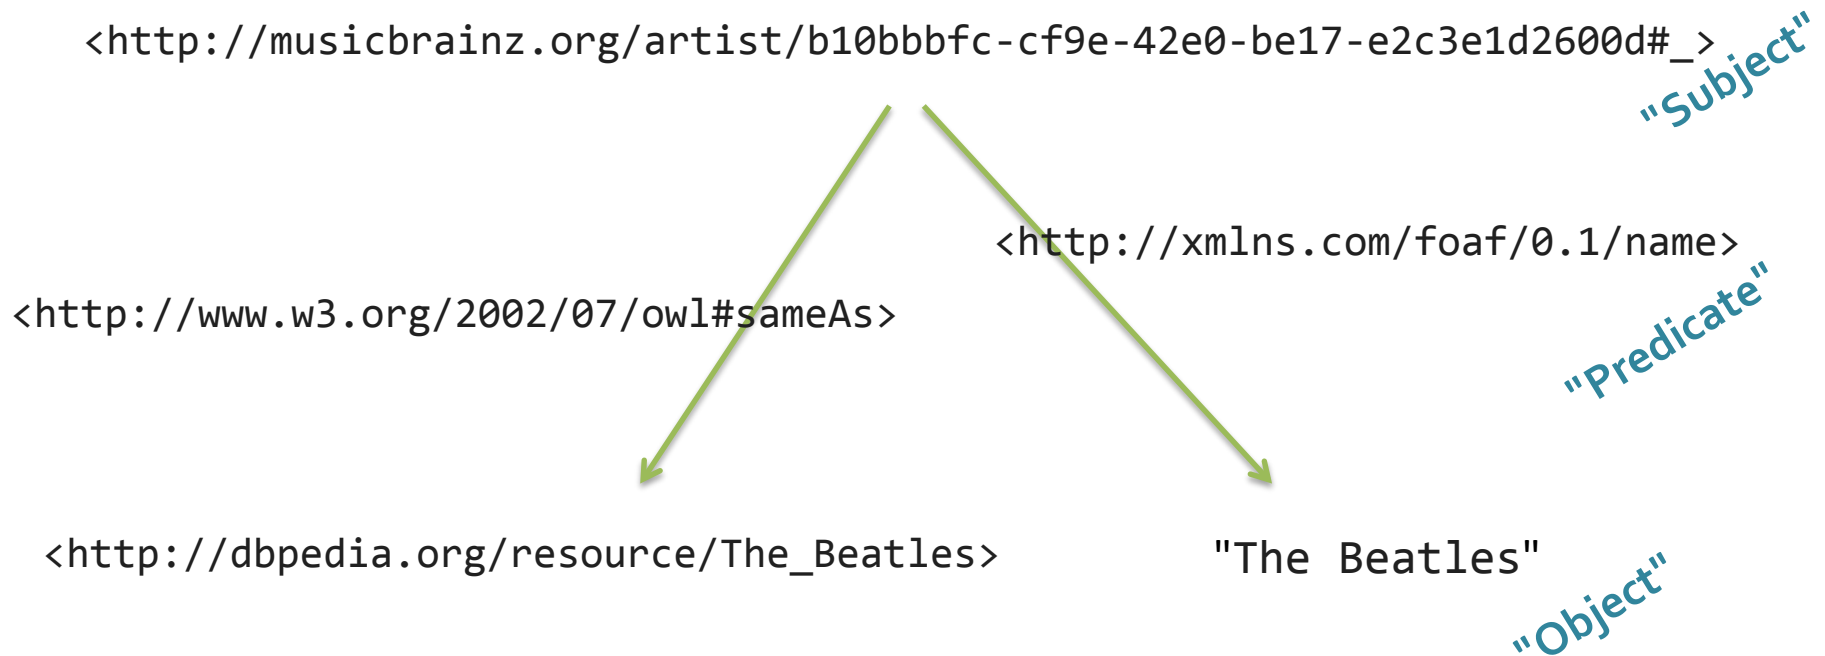 <http://musicbrainz.org/artist/b10bbbfc-cf9e-42e0-be17-e2c3e1d2600d#_>
"Subject"
<http://xmlns.com/foaf/0.1/name>
<http://www.w3.org/2002/07/owl#sameAs>
"Predicate"
<http://dbpedia.org/resource/The_Beatles>
"The Beatles"
"Object"